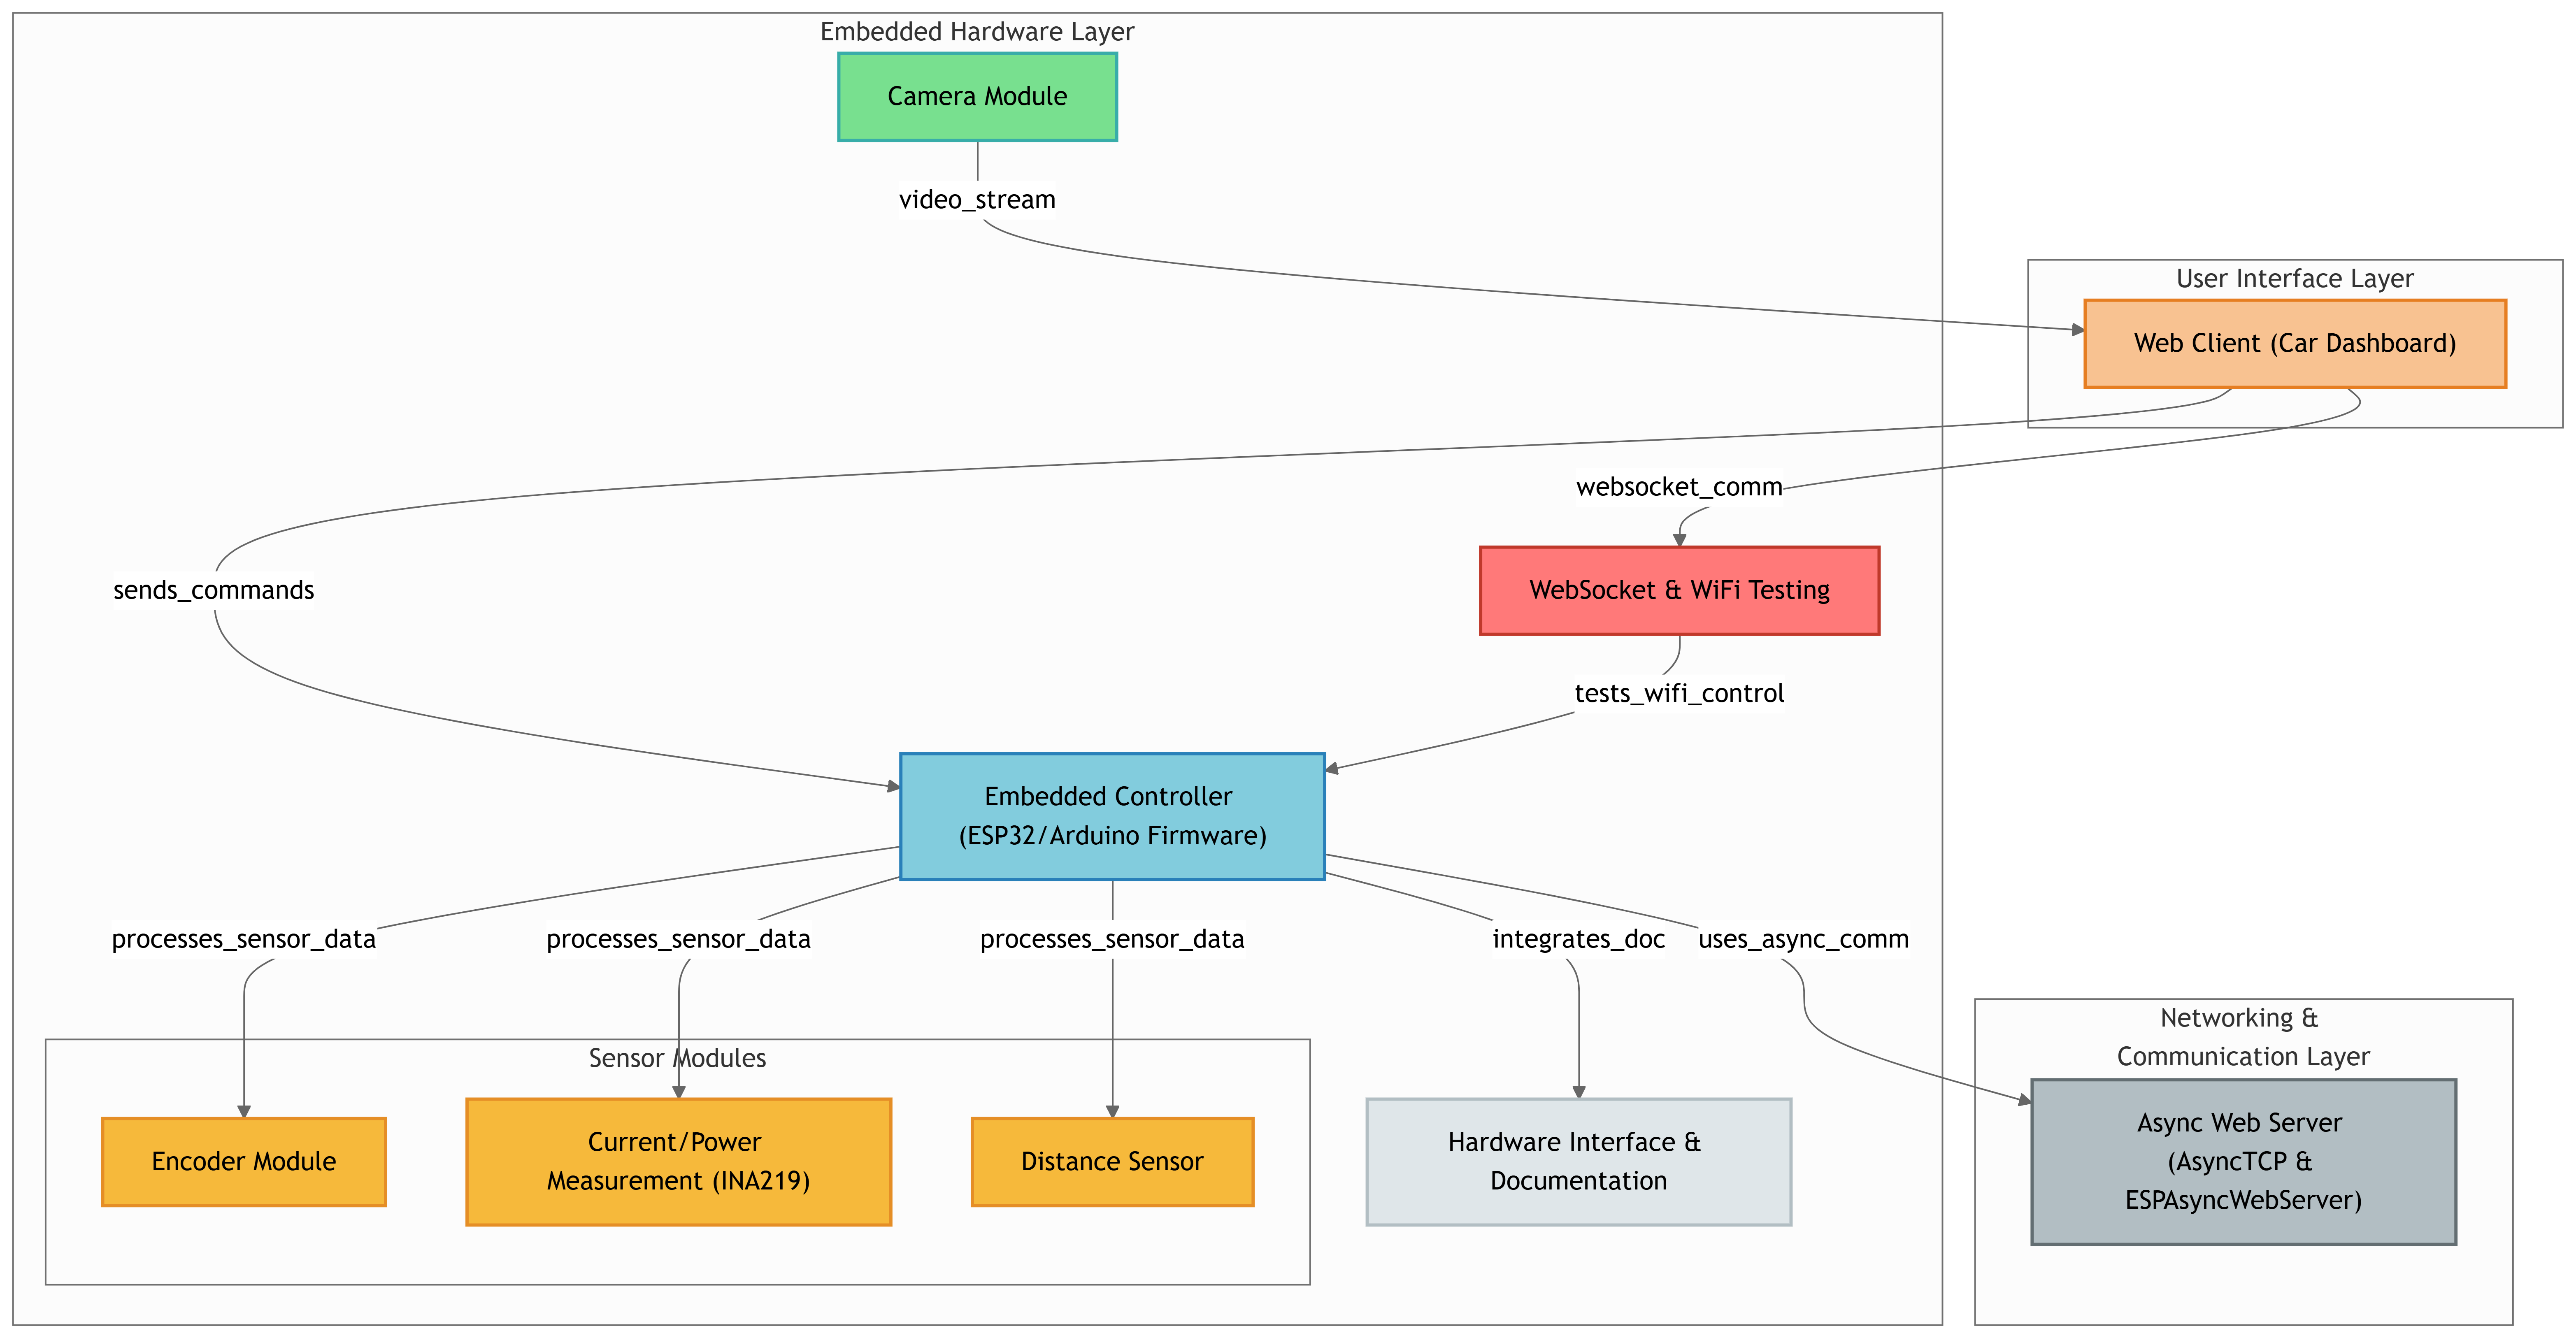 Embedded Hardware Layer
Camera Module
video_stream
User Interface Layer
Web Client (Car Dashboard)
websocket_comm
sends_commands
WebSocket & WiFi Testing
tests_wifi_control
Embedded Controller
(ESP32/Arduino Firmware)
processes_sensor_data
processes_sensor_data
processes_sensor_data
integrates_doc
uses_async_comm
Sensor Modules
Encoder Module
Current/Power
Measurement (INA219)
Distance Sensor
Hardware Interface &
Documentation
Networking &
Communication Layer
Async Web Server
(AsyncTCP &
ESPAsyncWebServer)